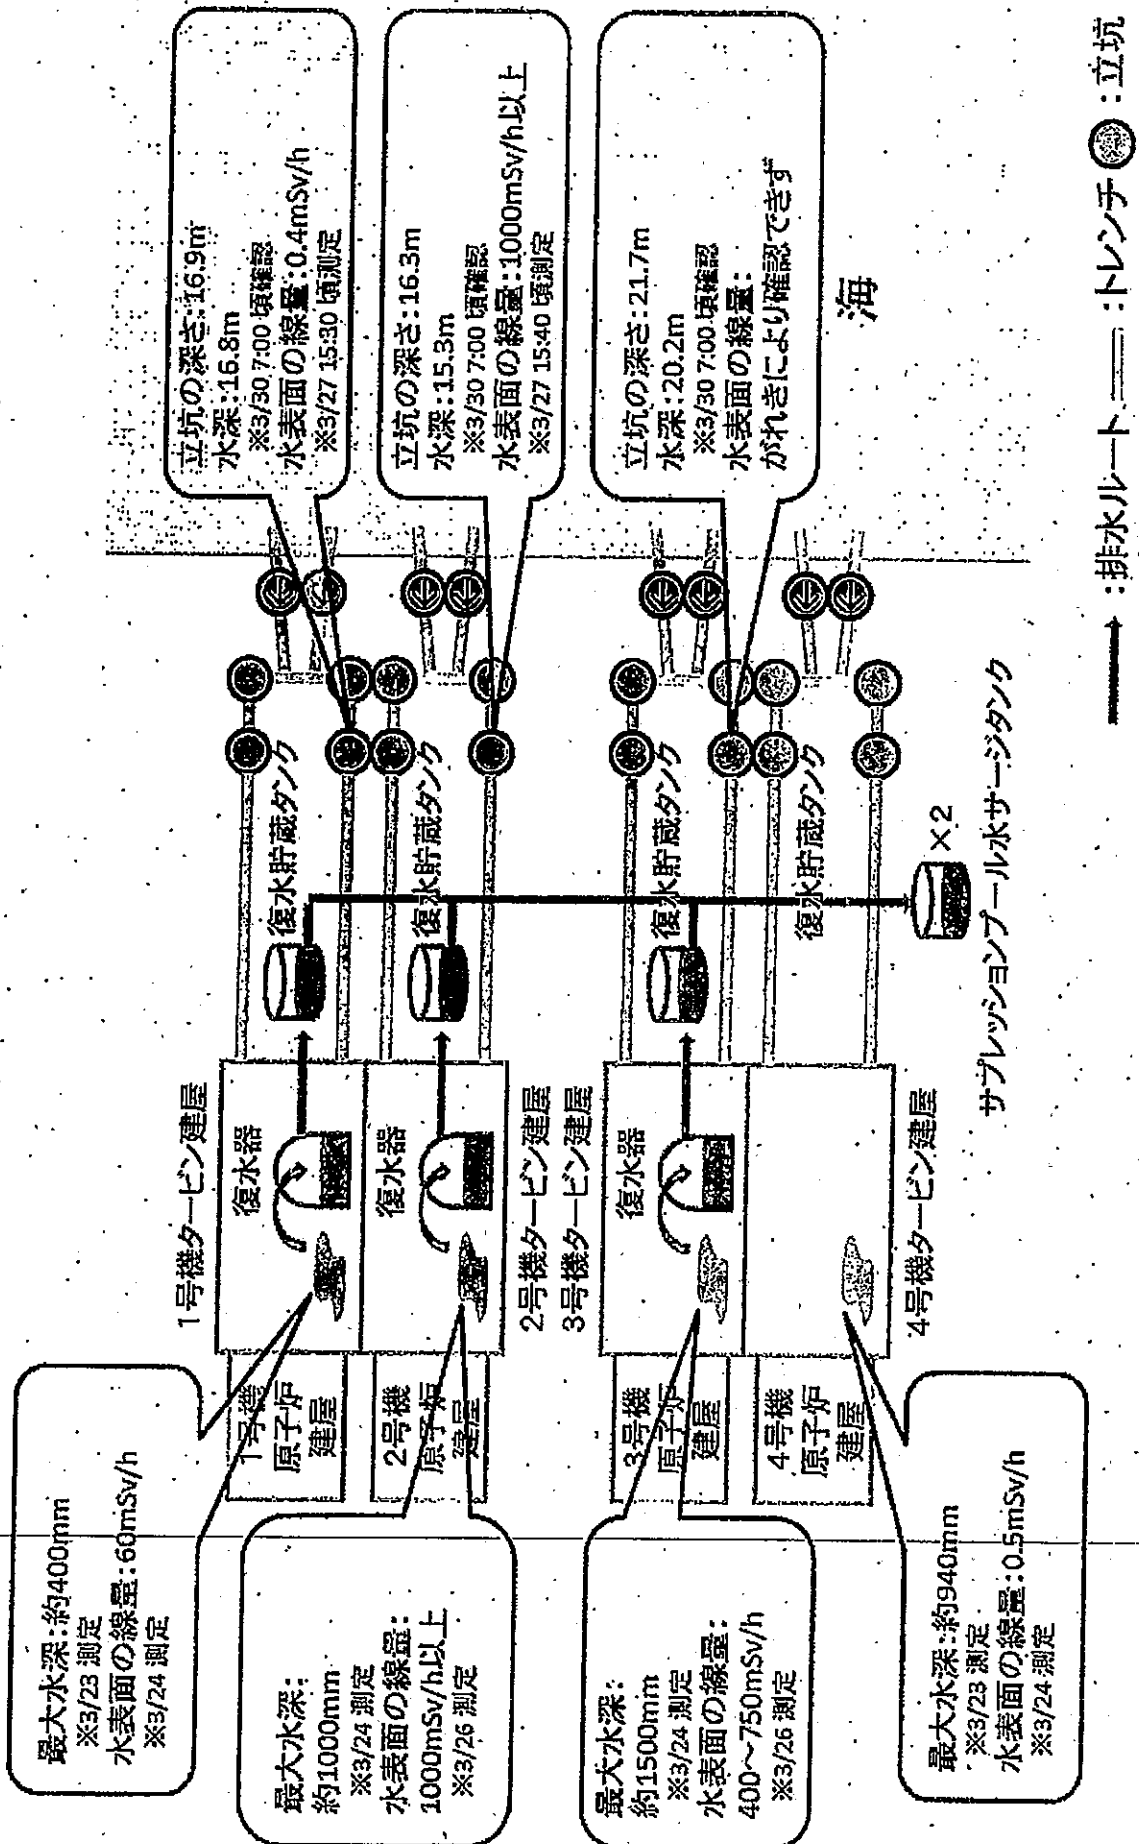 最大水深:約400mm
※3/23 測定
水表面の線量:60mSv/h
※3/24 測定
最大水深:
約1000mm
※3/24 測定
水表面の線量:
1000mSv/h以上
※3/26 測定
最大水深:
約1500mm
※3/24 測定
水表面の線量:
400～750mSv/h
※3/26 測定
最大水深:約940mm
※3/23 測定
水表面の線量:0.5mSv/h
※3/24 測定
1号機
原子炉
建屋
2号機
原子炉
建屋
3号機
原子炉
建屋
4号機
原子炉
建屋
1号機タービン建屋
復水器
復水器
2号機タービン建屋
3号機タービン建屋
復水器
4号機タービン建屋
復水貯蔵タンク
復水貯蔵タンク
復水貯蔵タンク
復水貯蔵タンク
×2
サプレッションプール水サージタンク
立坑の深さ:16.9m
水深:16.8m
※3/30 7:00 頃確認
水表面の線量:0.4mSv/h
※3/27 15:30 頃測定
立坑の深さ:16.3m
水深:15.3m
※3/30 7:00 頃確認
水表面の線量:1000mSv/h以上
※3/27 15:40 頃測定
立坑の深さ:21.7m
水深:20.2m
※3/30 7:00 頃確認
水表面の線量:
がれきにより確認できず
海
:排水ルート :トレンチ :立坑